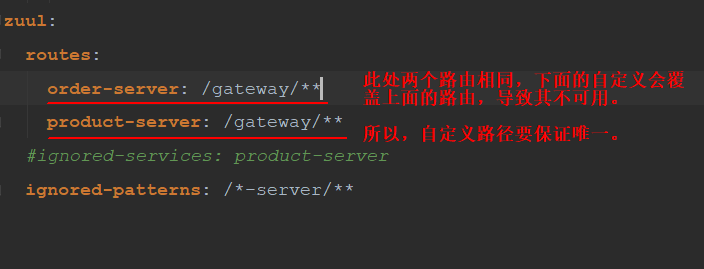 zuul:
routes:
order-server: /gateway/**
此处两个路由相同，下面的自定义会覆
盖上面的路由，导致其不可用。
product-server: /gateway/**
所以，自定义路径要保证唯一。
#ignored-services: product-server
ignored-patterns: /*-server/**